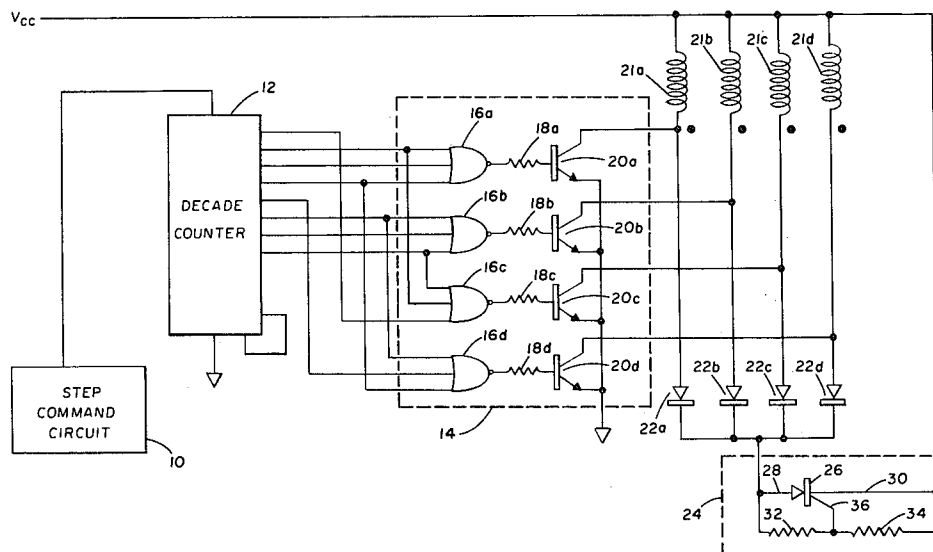 VCC
21a
21b
21c
21d
12
DECADE
COUNTER
16a
18a
20a
16b
18b
20b
16c
18c
20c
16d
18d
20d
14
STEP
COMMAND
CIRCUIT
10
22a
22b
22c
22d
24
28
26
30
36
32
34